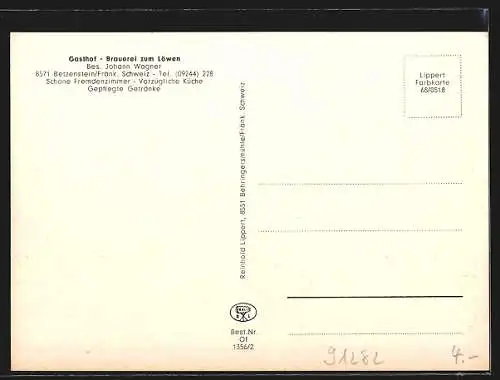 Gasthof - Brauerei zum Löwen
Bes. Johann Wagner
8571 Betzenstein/Fränk. Schweiz - Tel. (09244) 228
Schöne Fremdenzimmer - Vorzügliche Küche
Gepflegte Getränke
Reinhold Lippert, 8551 Behringersmühle/Fränk. Schweiz
Lippert
Farbkarte
68/0518
Best.Nr.
Of
1356/2
91282
4.-